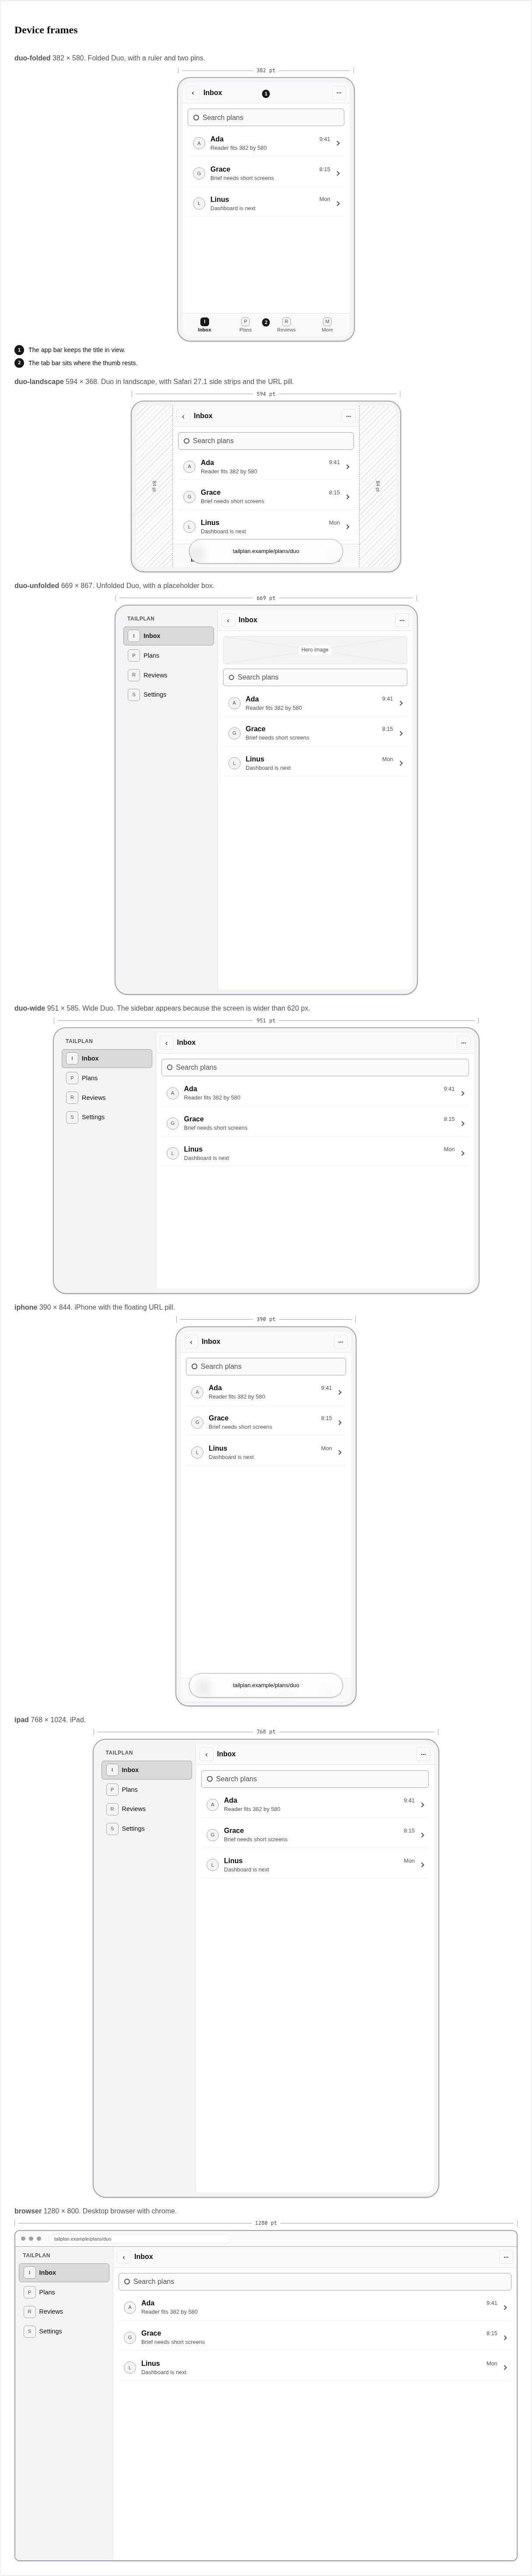 Device frames
duo-folded 382 × 580. Folded Duo, with a ruler and two pins.
382 pt
‹ Inbox 1 ···
Search plans
A Ada 9:41
Reader fits 382 by 580
G Grace 8:15
Brief needs short screens
L Linus Mon
Dashboard is next
I P 2 R M
Inbox Plans Reviews More
1 The app bar keeps the title in view.
2 The tab bar sits where the thumb rests.
duo-landscape 594 × 368. Duo in landscape, with Safari 27.1 side strips and the URL pill.
594 pt
‹ Inbox ···
Search plans
A Ada 9:41
Reader fits 382 by 580
G Grace 8:15
Brief needs short screens
L Linus Mon
Dashboard is next
tailplan.example/plans/duo
duo-unfolded 669 × 867. Unfolded Duo, with a placeholder box.
669 pt
TAILPLAN
I Inbox
P Plans
R Reviews
S Settings
‹ Inbox ···
Hero image
Search plans
A Ada 9:41
Reader fits 382 by 580
G Grace 8:15
Brief needs short screens
L Linus Mon
Dashboard is next
duo-wide 951 × 585. Wide Duo. The sidebar appears because the screen is wider than 620 px.
951 pt
TAILPLAN
I Inbox
P Plans
R Reviews
S Settings
‹ Inbox ···
Search plans
A Ada 9:41
Reader fits 382 by 580
G Grace 8:15
Brief needs short screens
L Linus Mon
Dashboard is next
iphone 390 × 844. iPhone with the floating URL pill.
390 pt
‹ Inbox ···
Search plans
A Ada 9:41
Reader fits 382 by 580
G Grace 8:15
Brief needs short screens
L Linus Mon
Dashboard is next
tailplan.example/plans/duo
ipad 768 × 1024. iPad.
768 pt
TAILPLAN
I Inbox
P Plans
R Reviews
S Settings
‹ Inbox ···
Search plans
A Ada 9:41
Reader fits 382 by 580
G Grace 8:15
Brief needs short screens
L Linus Mon
Dashboard is next
browser 1280 × 800. Desktop browser with chrome.
1280 pt
tailplan.example/plans/duo
TAILPLAN
I Inbox
P Plans
R Reviews
S Settings
‹ Inbox ···
Search plans
A Ada 9:41
Reader fits 382 by 580
G Grace 8:15
Brief needs short screens
L Linus Mon
Dashboard is next